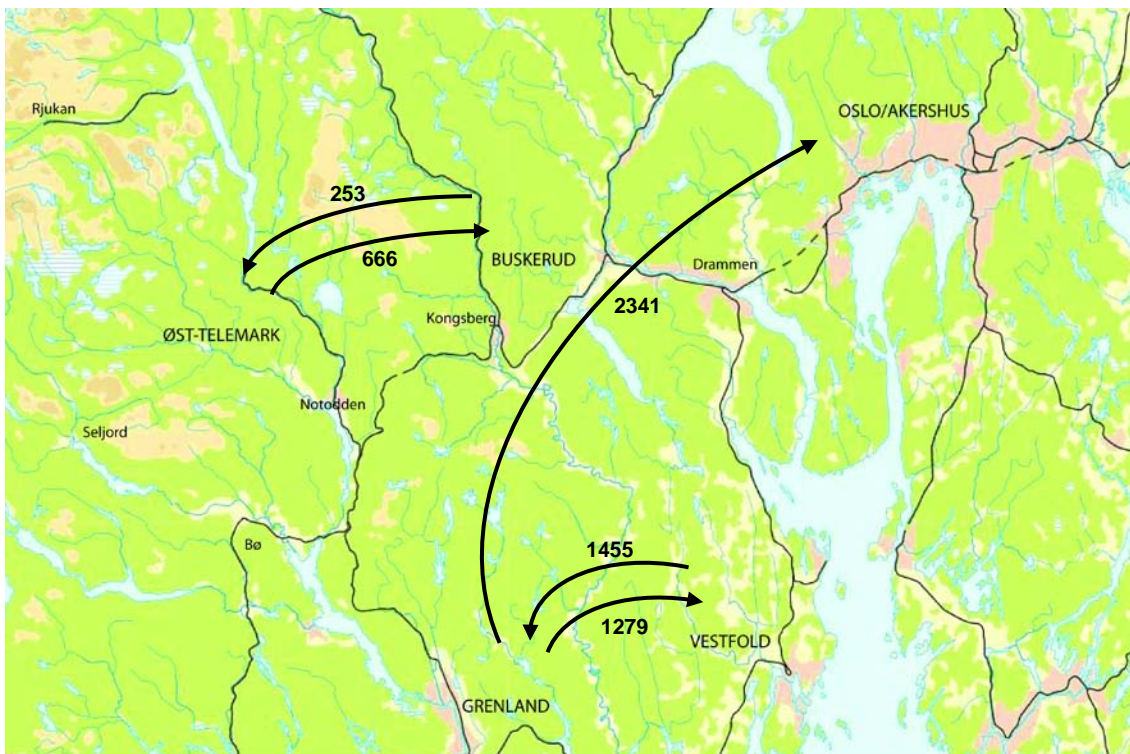 Rjukan
OSLO/AKERSHUS
253
666
BUSKERUD
Drammen
2341
Kongsberg
ØST-TELEMARK
Notodden
Seljord
Bø
1455
1279
VESTFOLD
GRENLAND